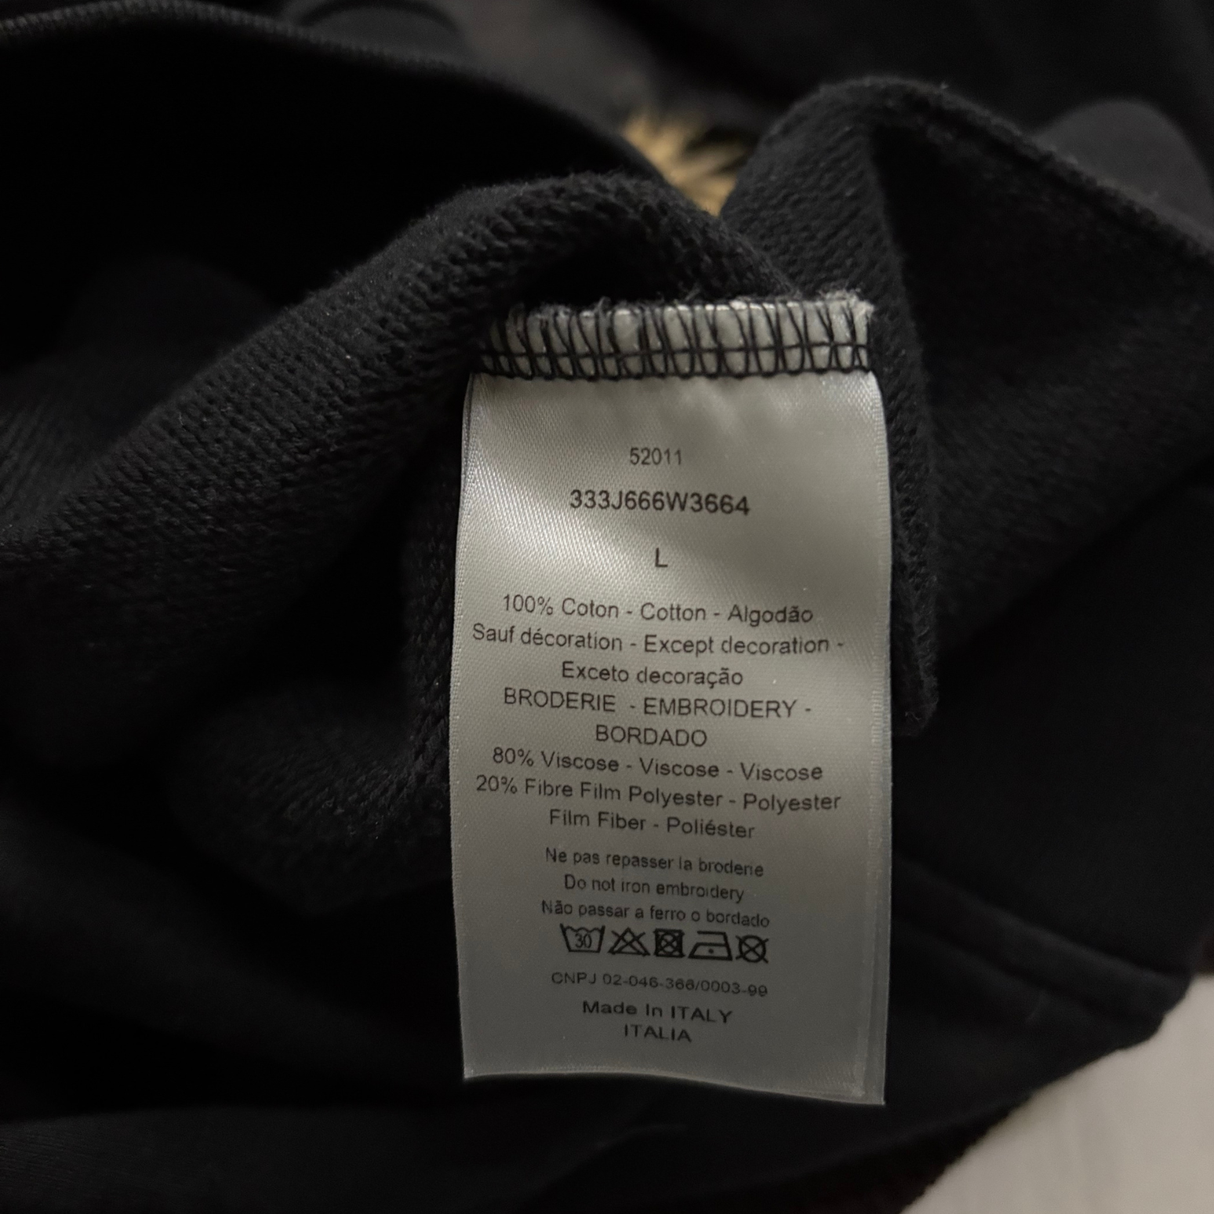 52011
333J666W3664
L
100% Coton - Cotton - Algodão
Sauf décoration - Except decoration -
Exceto decoração
BRODERIE - EMBROIDERY -
BORDADO
80% Viscose - Viscose - Viscose
20% Fibre Film Polyester - Polyester
Film Fiber - Poliéster
Ne pas repasser la broderie
Do not iron embroidery
Não passar a ferro o bordado
30
CNPJ 02-046-366/0003-99
Made In ITALY
ITALIA